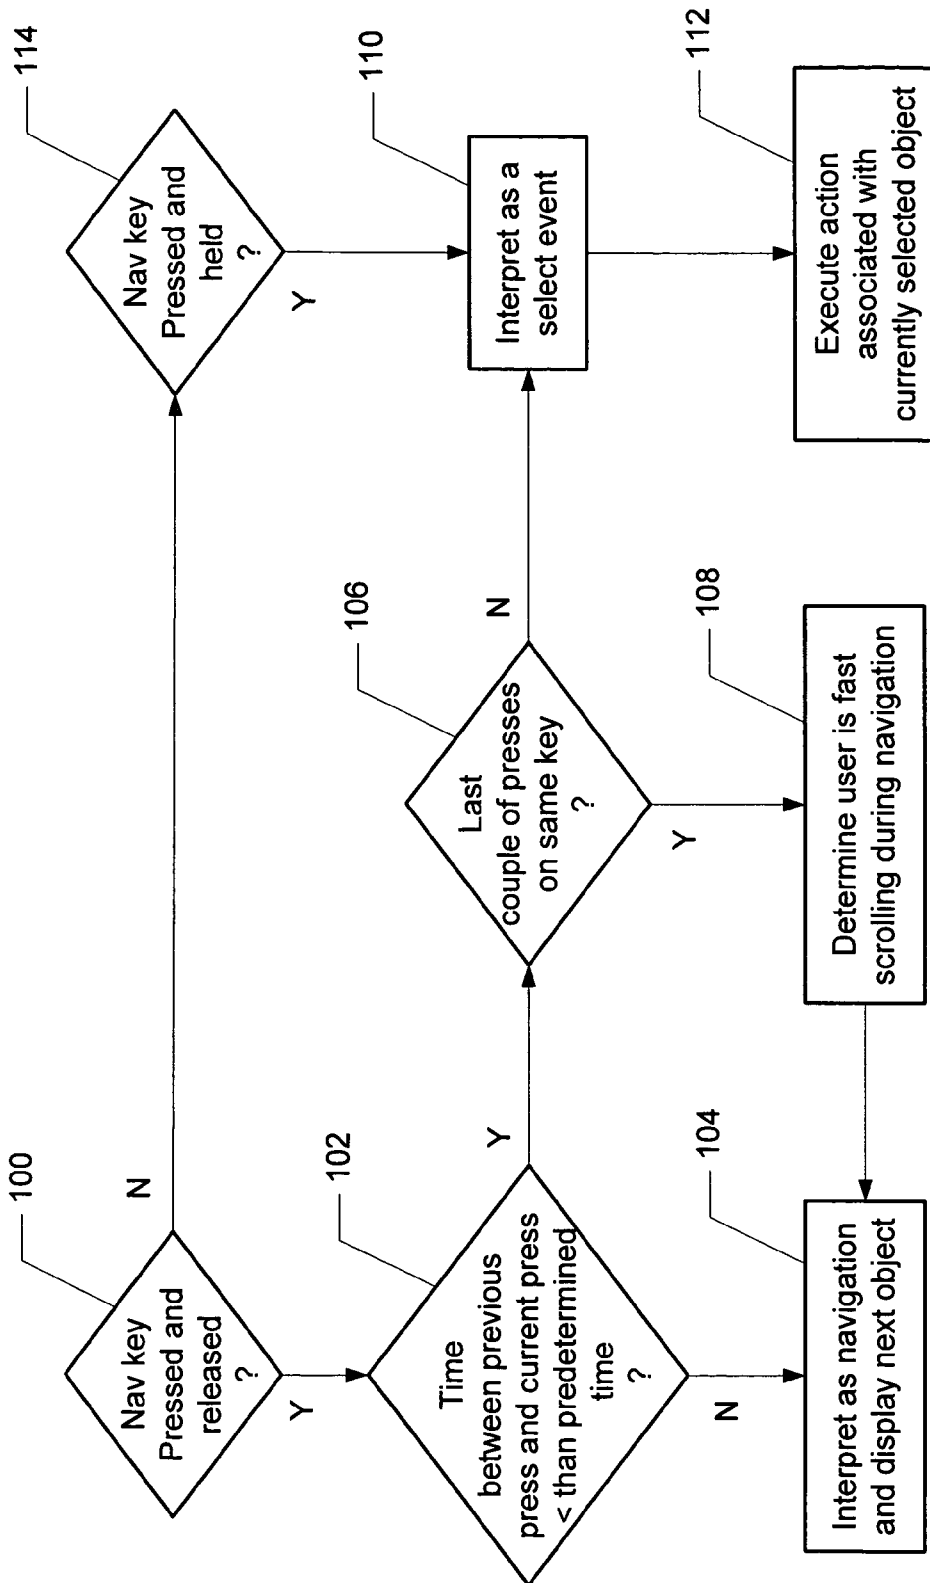 100
Nav key
Pressed and
released
?
N
Y
114
Nav key
Pressed and
held
?
Y
102
Time
between previous
press and current press
< than predetermined
time
?
Y
N
106
Last
couple of presses
on same key
?
N
Y
110
Interpret as a
select event
104
Interpret as navigation
and display next object
108
Determine user is fast
scrolling during navigation
112
Execute action
associated with
currently selected object